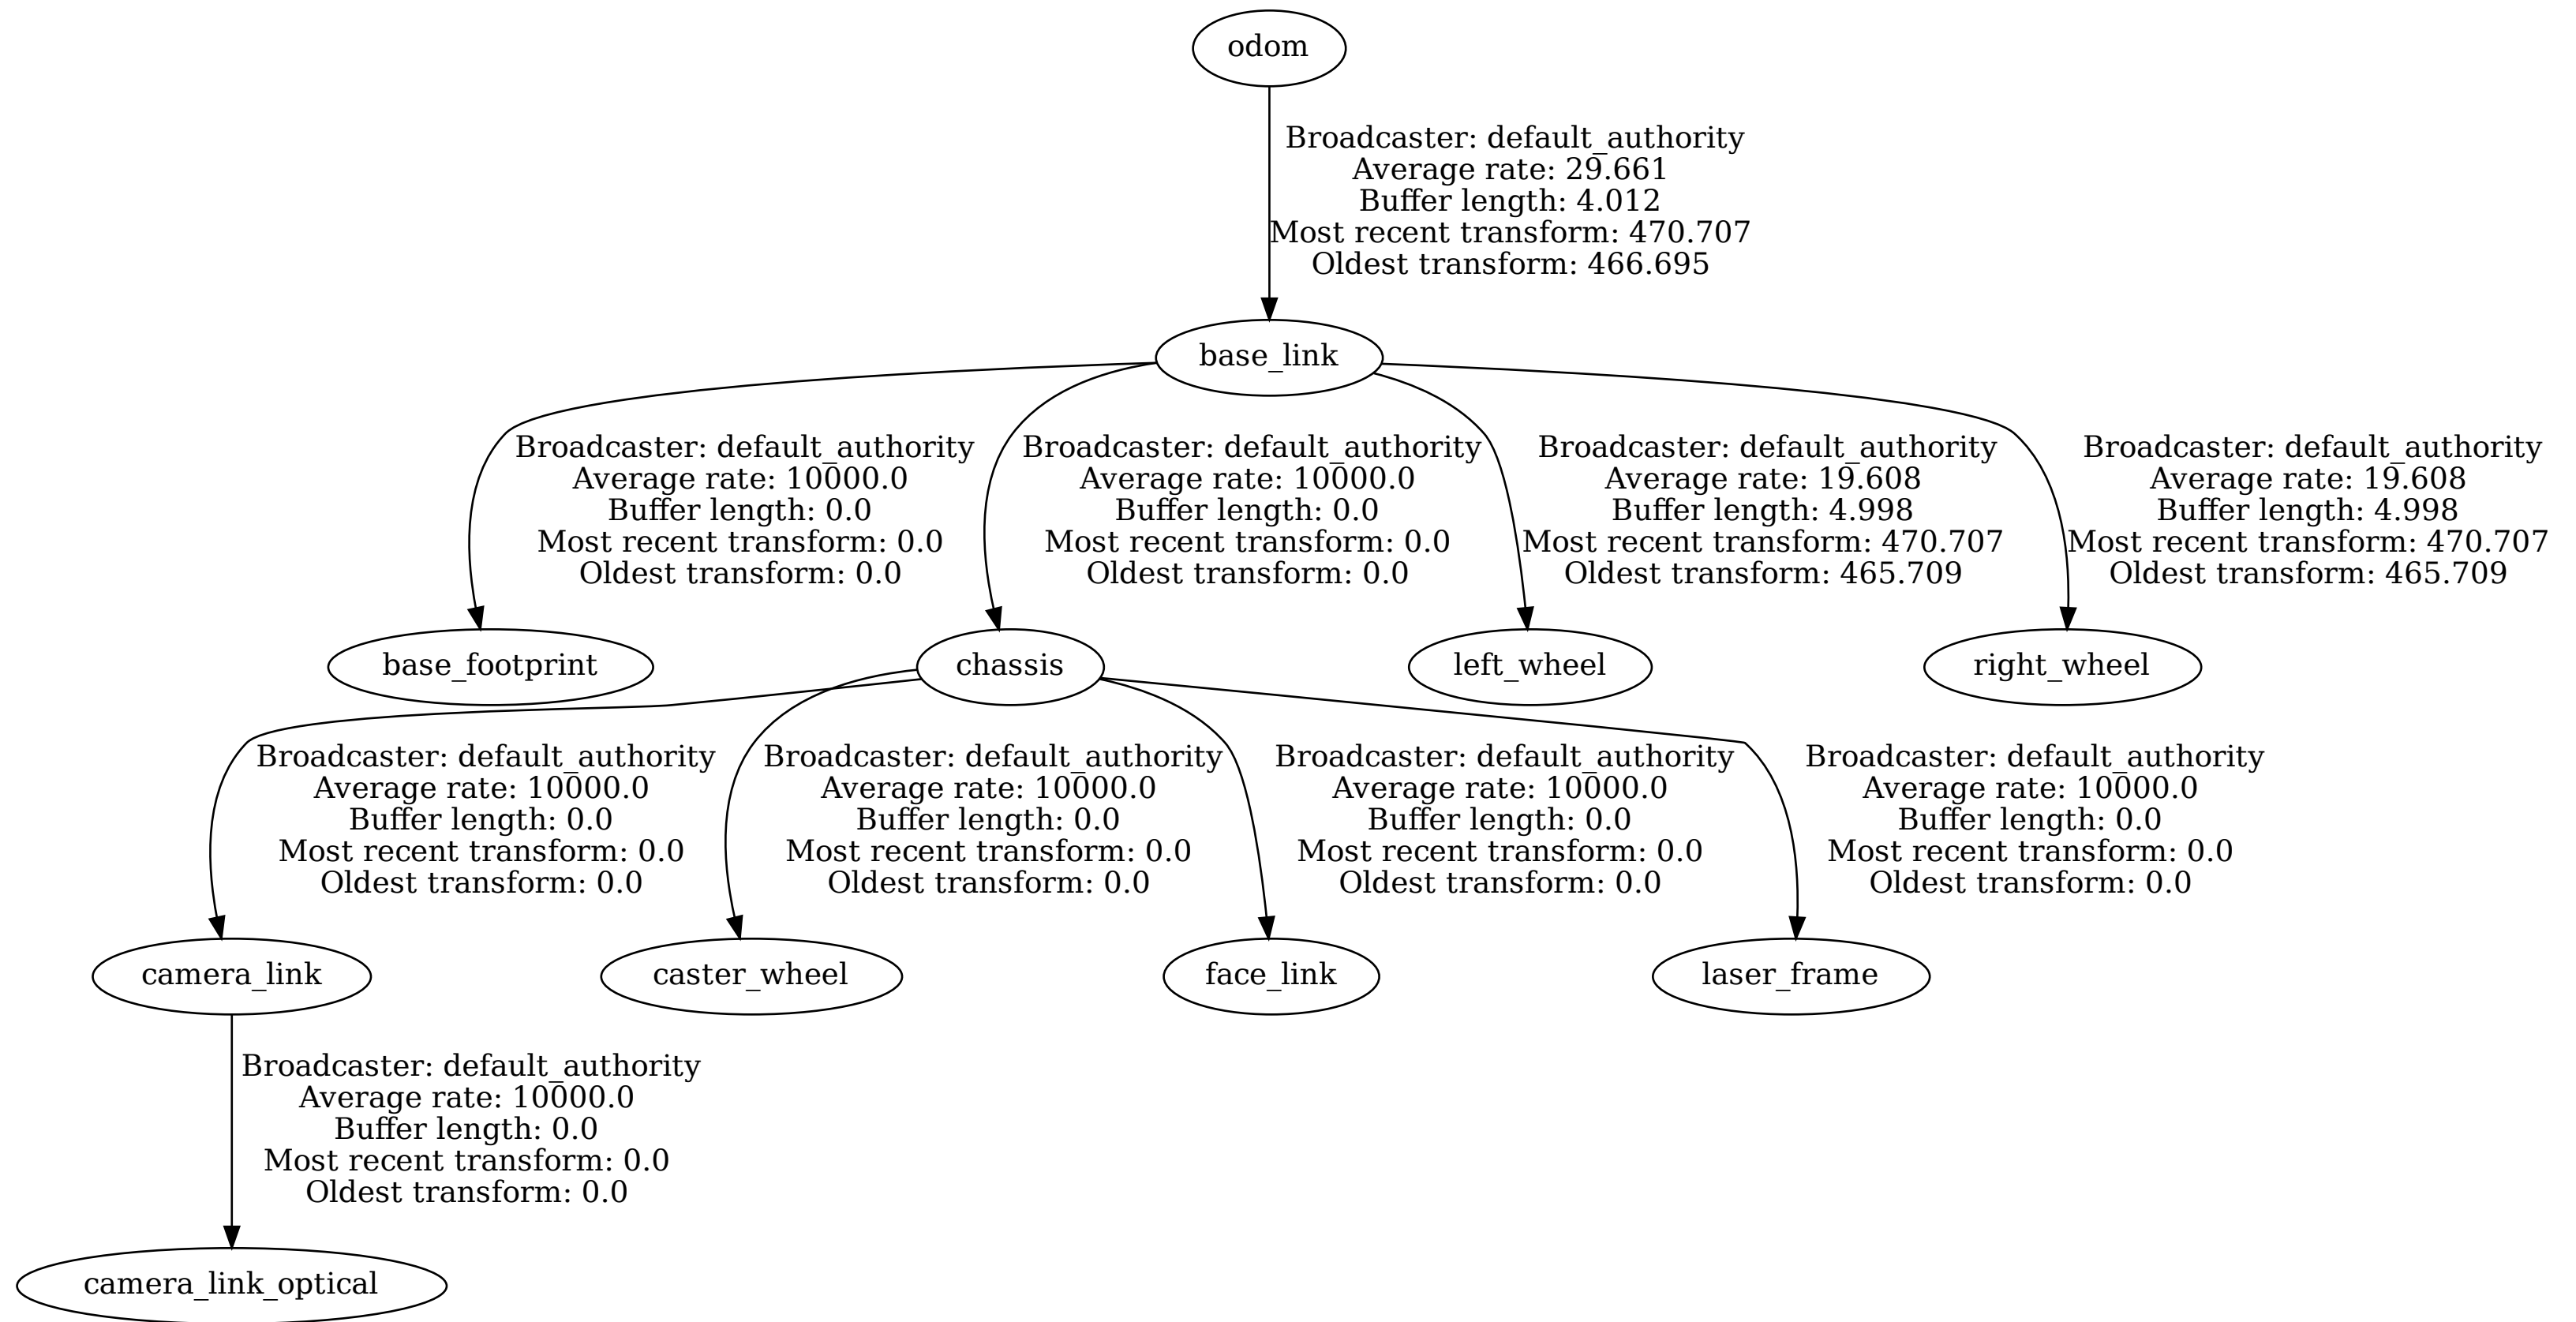 odom
Broadcaster: default_authority
Average rate: 29.661
Buffer length: 4.012
Most recent transform: 470.707
Oldest transform: 466.695
base_link
Broadcaster: default_authority
Average rate: 10000.0
Buffer length: 0.0
Most recent transform: 0.0
Oldest transform: 0.0
Broadcaster: default_authority
Average rate: 10000.0
Buffer length: 0.0
Most recent transform: 0.0
Oldest transform: 0.0
Broadcaster: default_authority
Average rate: 19.608
Buffer length: 4.998
Most recent transform: 470.707
Oldest transform: 465.709
Broadcaster: default_authority
Average rate: 19.608
Buffer length: 4.998
Most recent transform: 470.707
Oldest transform: 465.709
base_footprint
chassis
left_wheel
right_wheel
Broadcaster: default_authority
Average rate: 10000.0
Buffer length: 0.0
Most recent transform: 0.0
Oldest transform: 0.0
Broadcaster: default_authority
Average rate: 10000.0
Buffer length: 0.0
Most recent transform: 0.0
Oldest transform: 0.0
Broadcaster: default_authority
Average rate: 10000.0
Buffer length: 0.0
Most recent transform: 0.0
Oldest transform: 0.0
Broadcaster: default_authority
Average rate: 10000.0
Buffer length: 0.0
Most recent transform: 0.0
Oldest transform: 0.0
camera_link
caster_wheel
face_link
laser_frame
Broadcaster: default_authority
Average rate: 10000.0
Buffer length: 0.0
Most recent transform: 0.0
Oldest transform: 0.0
camera_link_optical